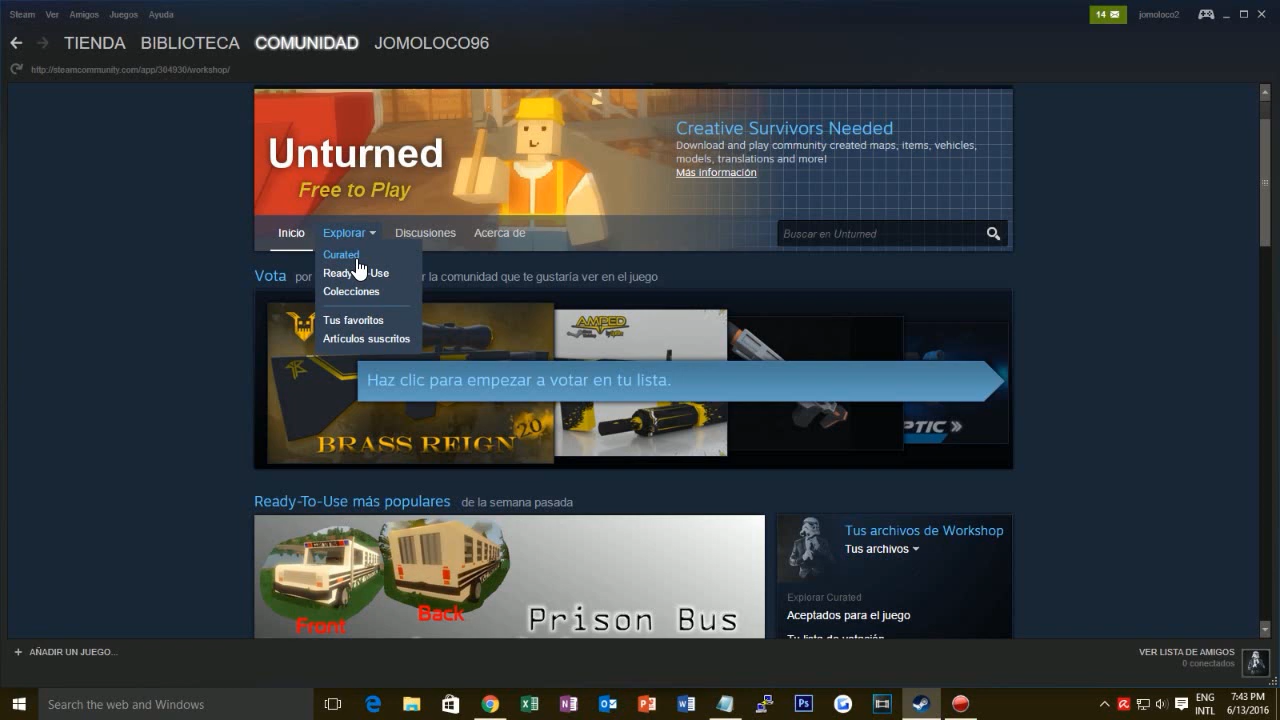 Steam Ver Amigos Juegos Ayuda
14 jomoloco2
TIENDA BIBLIOTECA COMUNIDAD JOMOLOCO96
http://steamcommunity.com/app/304930/workshop/
Unturned
Free to Play
Creative Survivors Needed
Download and play community created maps, items, vehicles,
models, translations and more!
Más Información
Inicio Explorar Discusiones Acerca de
Buscar en Unturned
Curated
Ready Use
Colecciones
Tus favoritos
Artículos suscritos
Vota por la comunidad que te gustaría ver en el juego
AMPED
BRASS REIGN 20
PTIC
Haz clic para empezar a votar en tu lista.
Ready-To-Use más populares de la semana pasada
Front
Back
Prison Bus
Tus archivos de Workshop
Tus archivos
Explorar Curated
Aceptados para el juego
Tu lista de votación
+ AÑADIR UN JUEGO...
VER LISTA DE AMIGOS
0 conectados
Search the web and Windows
ENG
INTL
7:43 PM
6/13/2016